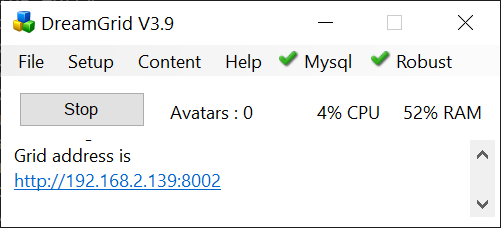 DreamGrid V3.9
File Setup Content Help Mysql Robust
Stop Avatars : 0 4% CPU 52% RAM
Grid address is
http://192.168.2.139:8002